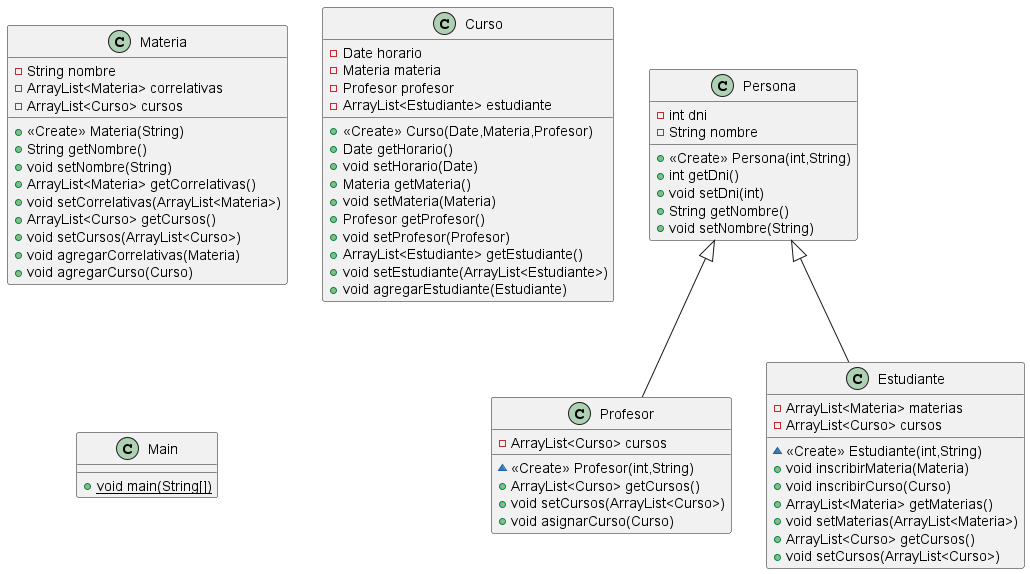 Materia
String nombre
ArrayList<Materia> correlativas
ArrayList<Curso> cursos
«Create» Materia(String)
String getNombre()
void setNombre(String)
ArrayList<Materia> getCorrelativas()
void setCorrelativas(ArrayList<Materia>)
ArrayList<Curso> getCursos()
void setCursos(ArrayList<Curso>)
void agregarCorrelativas(Materia)
void agregarCurso(Curso)
Curso
Date horario
Materia materia
Profesor profesor
ArrayList<Estudiante> estudiante
«Create» Curso(Date,Materia,Profesor)
Date getHorario()
void setHorario(Date)
Materia getMateria()
void setMateria(Materia)
Profesor getProfesor()
void setProfesor(Profesor)
ArrayList<Estudiante> getEstudiante()
void setEstudiante(ArrayList<Estudiante>)
void agregarEstudiante(Estudiante)
Persona
int dni
String nombre
«Create» Persona(int,String)
int getDni()
void setDni(int)
String getNombre()
void setNombre(String)
Main
void main(String[])
Profesor
ArrayList<Curso> cursos
«Create» Profesor(int,String)
ArrayList<Curso> getCursos()
void setCursos(ArrayList<Curso>)
void asignarCurso(Curso)
Estudiante
ArrayList<Materia> materias
ArrayList<Curso> cursos
«Create» Estudiante(int,String)
void inscribirMateria(Materia)
void inscribirCurso(Curso)
ArrayList<Materia> getMaterias()
void setMaterias(ArrayList<Materia>)
ArrayList<Curso> getCursos()
void setCursos(ArrayList<Curso>)